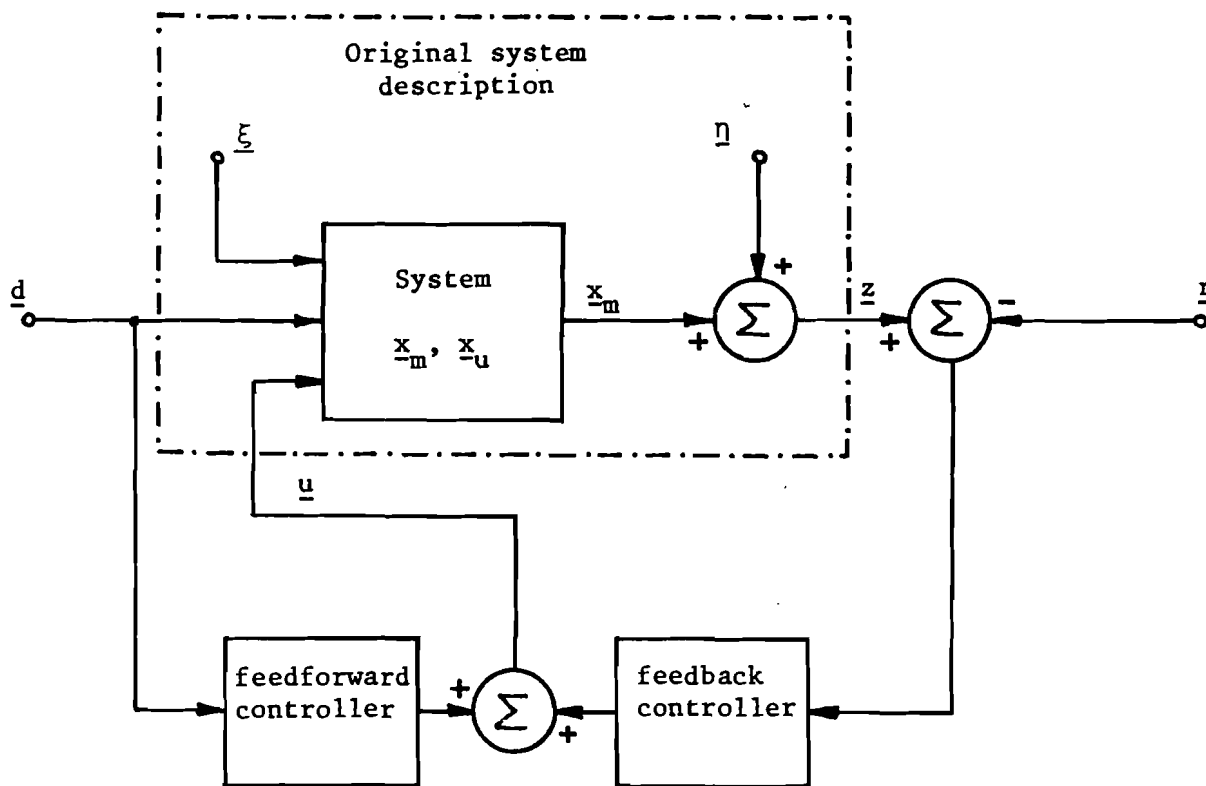 Original system
description
ξ
η
System
x_m, x_u
x_m
+
+
Σ
z
+
Σ
-
r
d
u
feedforward
controller
+
Σ
+
feedback
controller